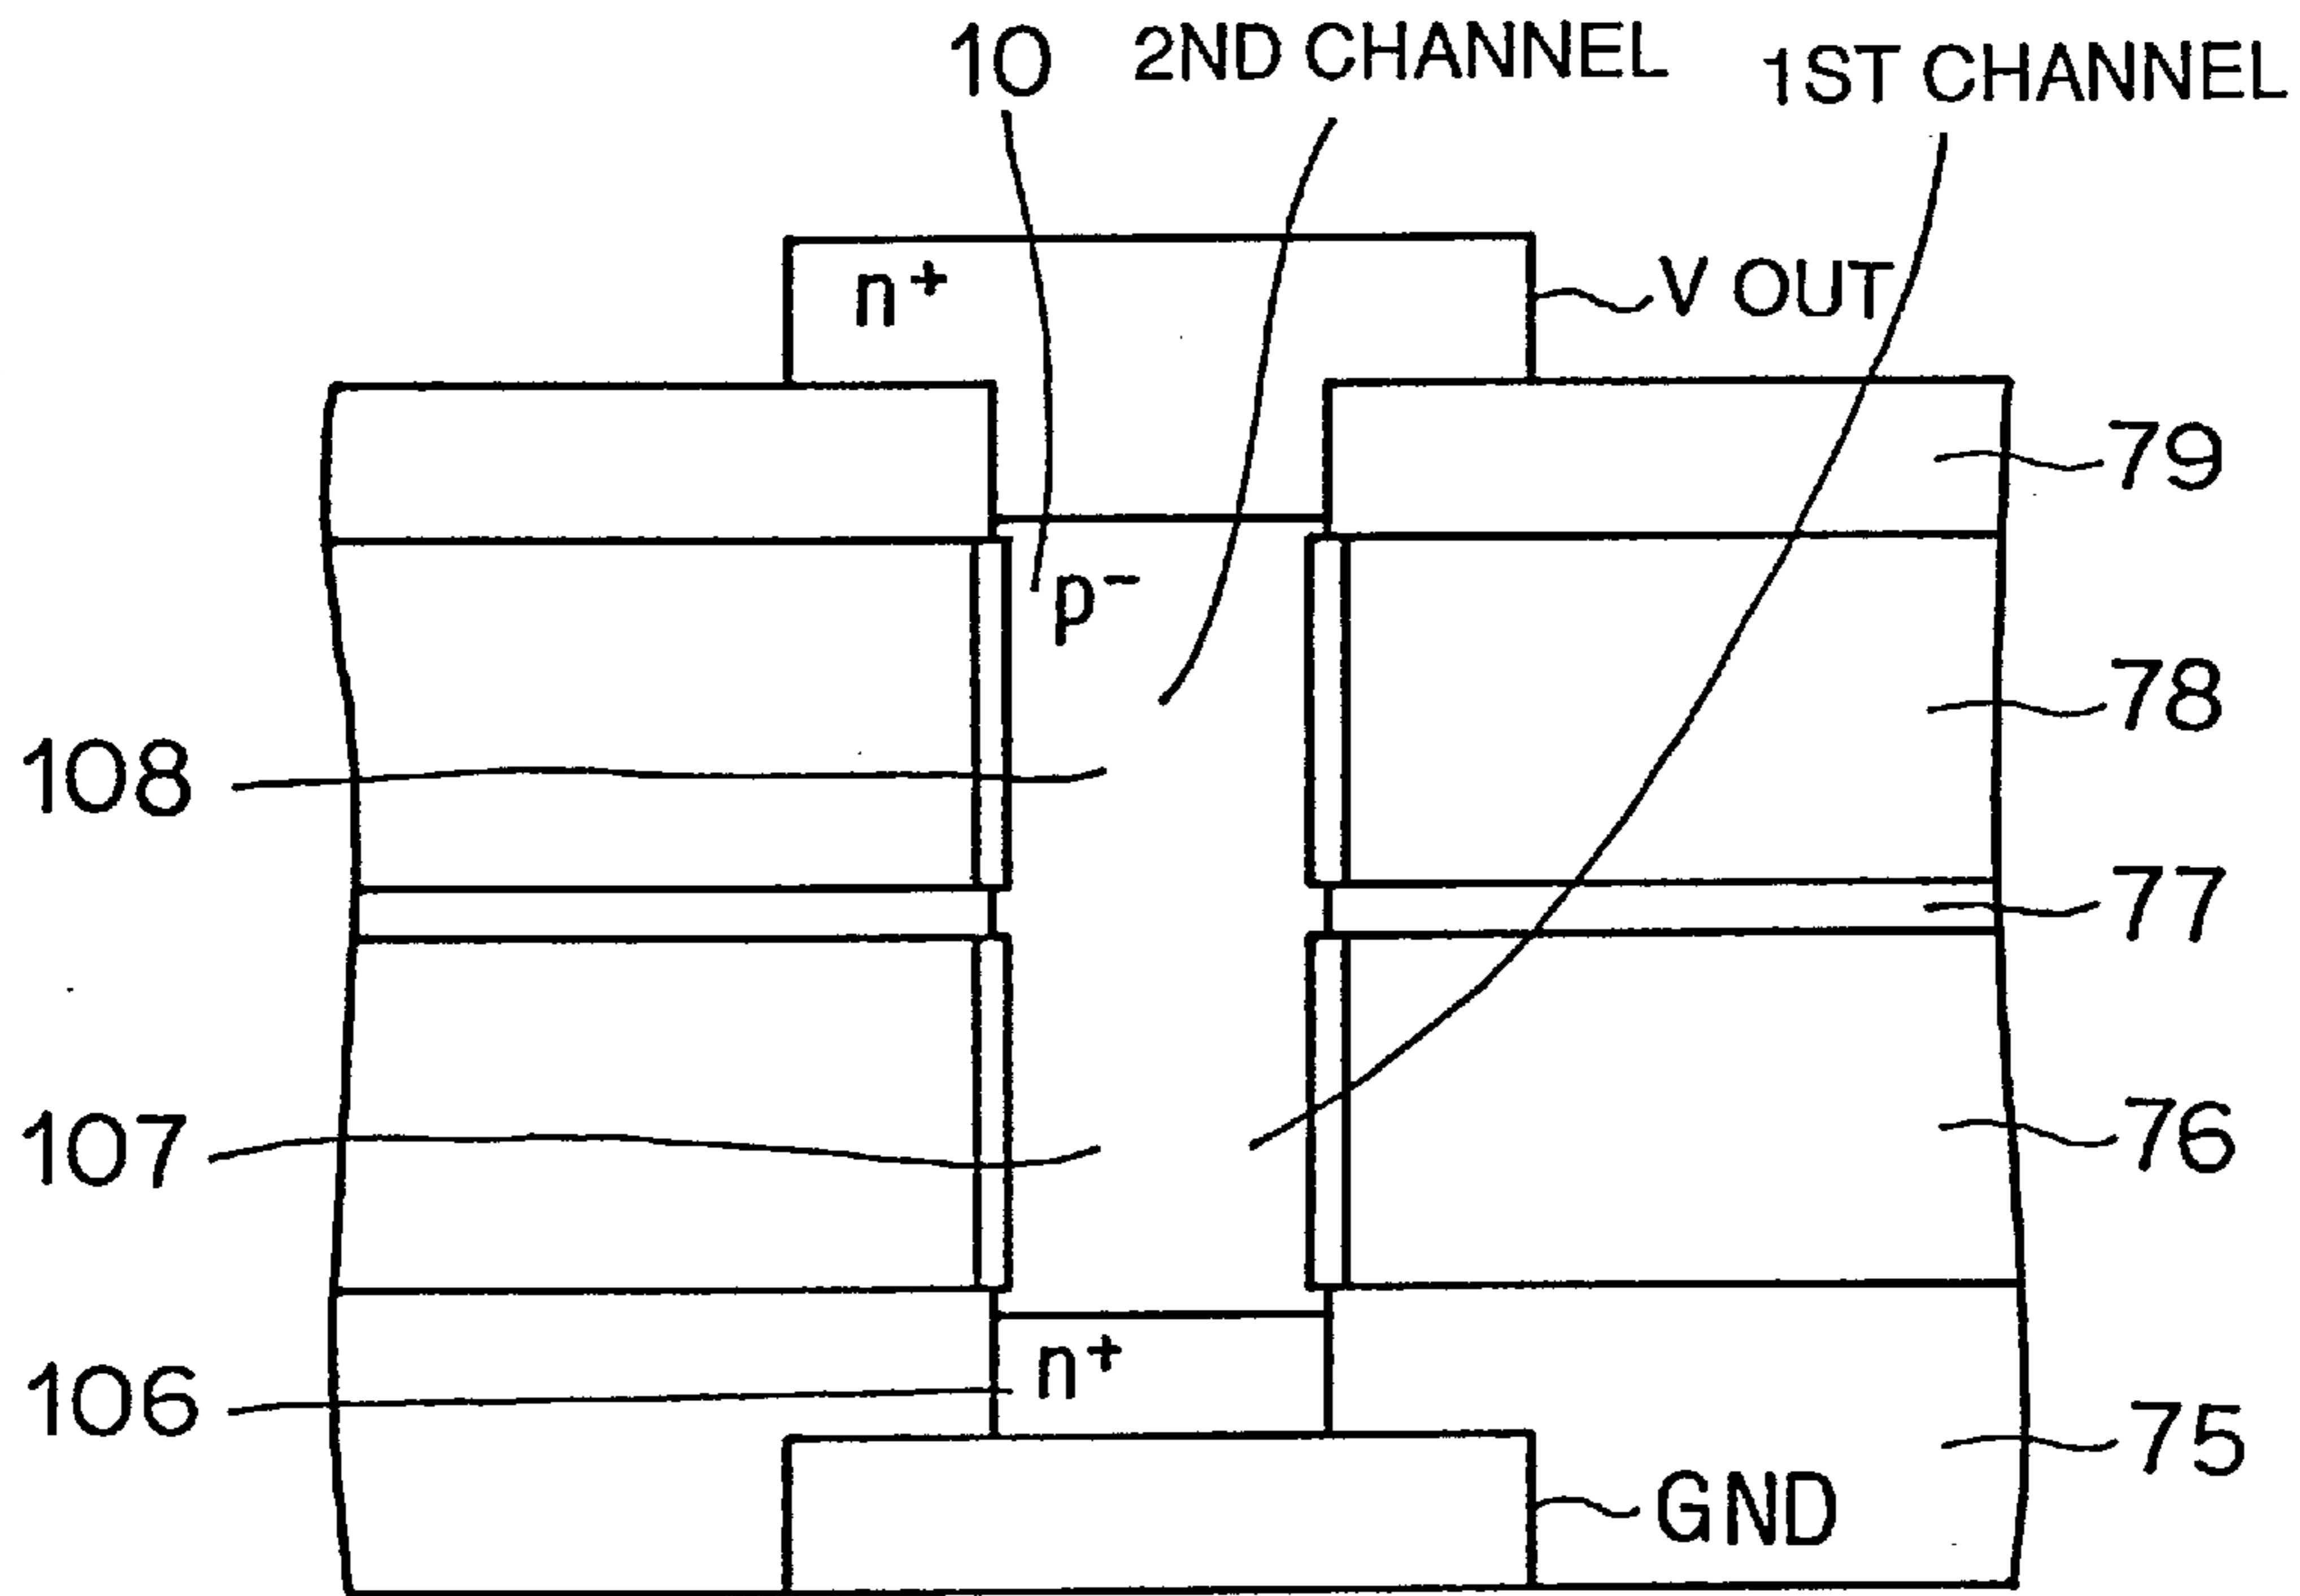 10
2ND CHANNEL
1ST CHANNEL
n+
V OUT
79
p−
78
108
77
107
76
n+
106
75
GND